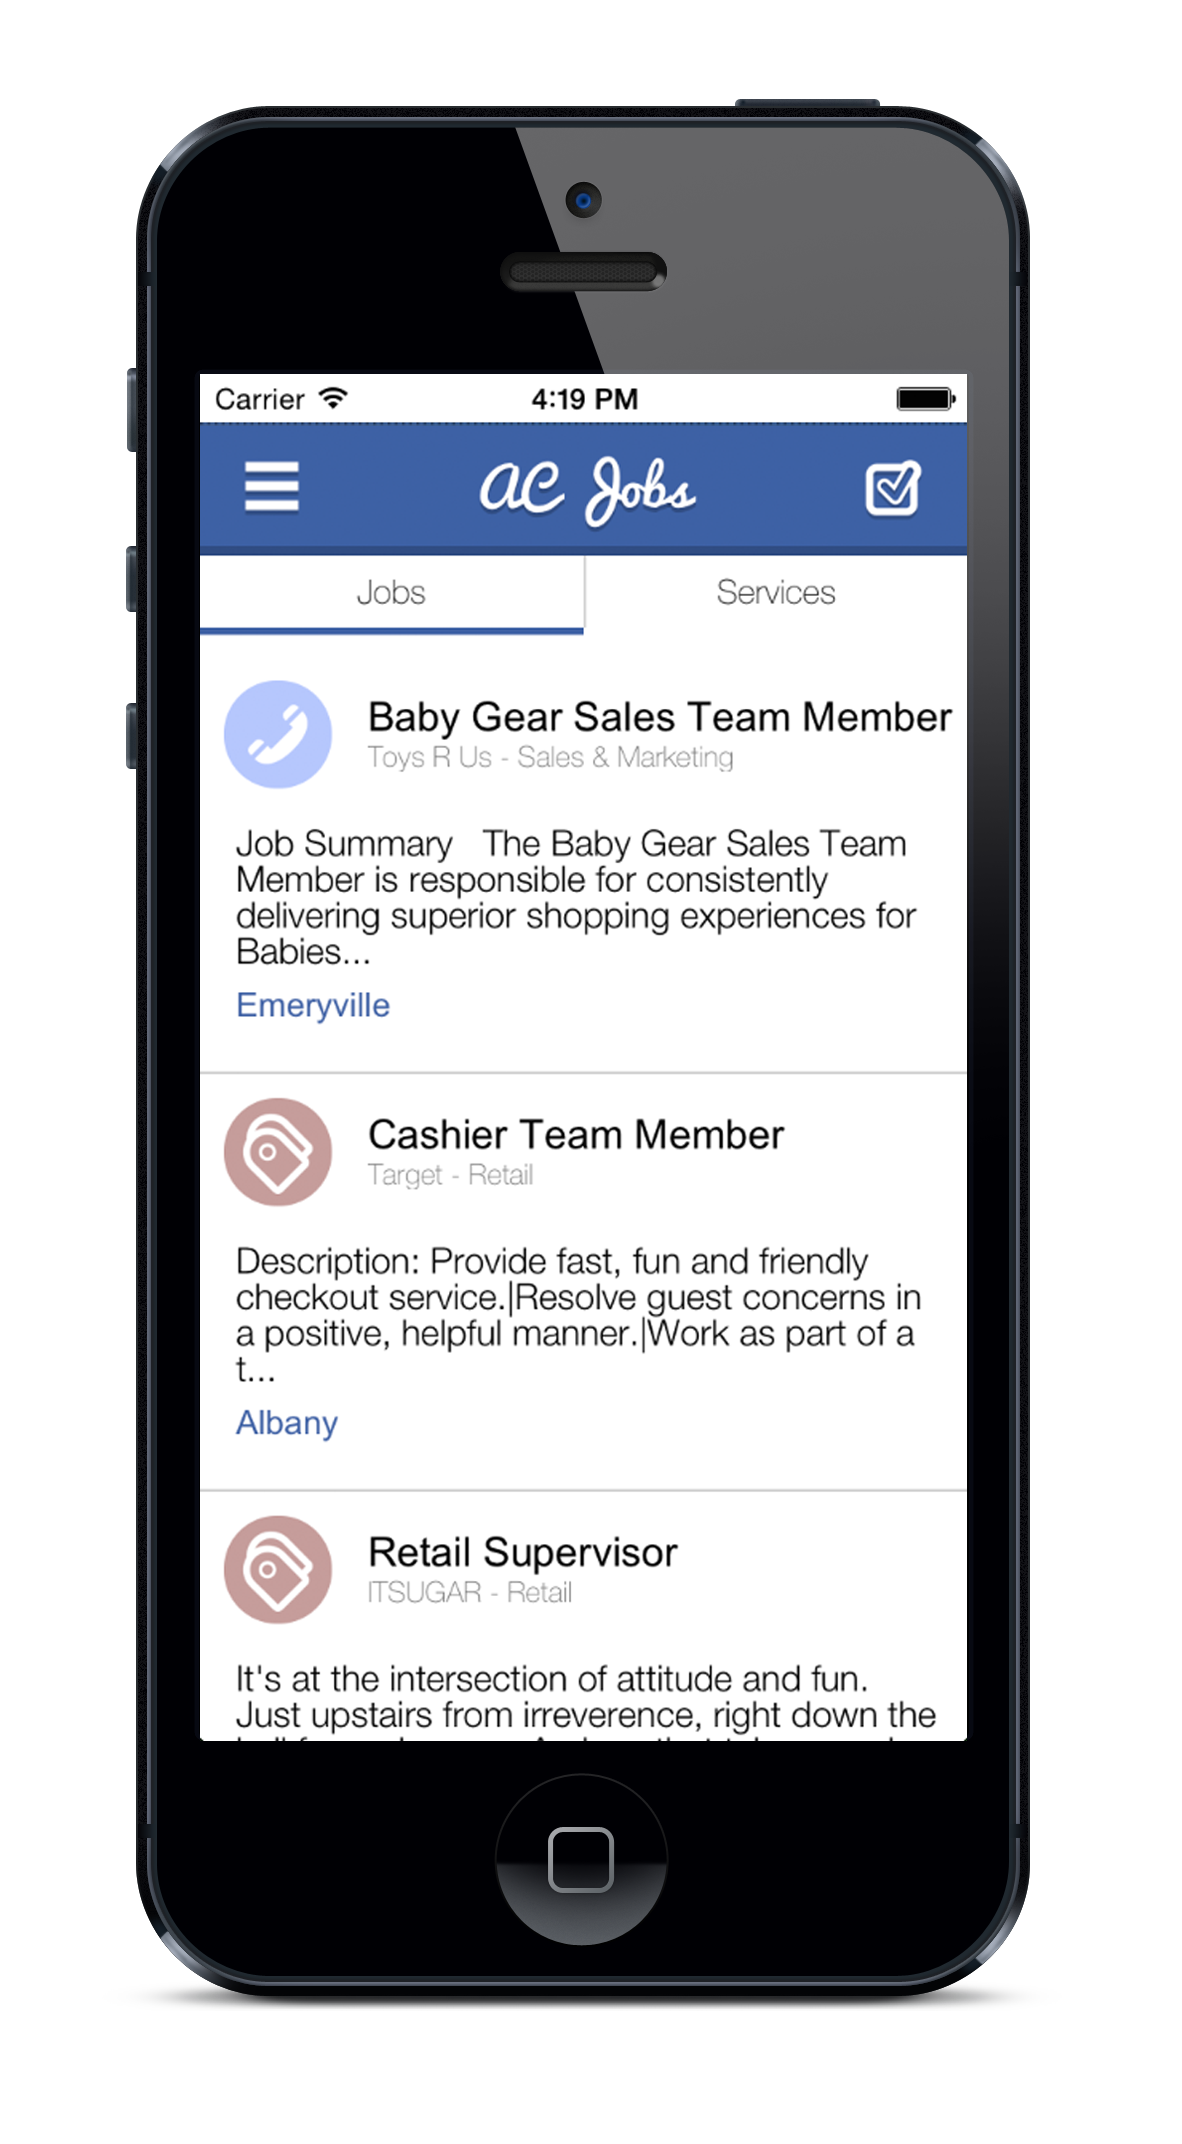 Carrier 4:19 PM
AC Jobs
Jobs Services
Baby Gear Sales Team Member
Toys R Us - Sales & Marketing
Job Summary   The Baby Gear Sales Team
Member is responsible for consistently
delivering superior shopping experiences for
Babies...
Emeryville
Cashier Team Member
Target - Retail
Description: Provide fast, fun and friendly
checkout service.|Resolve guest concerns in
a positive, helpful manner.|Work as part of a
t...
Albany
Retail Supervisor
ITSUGAR - Retail
It's at the intersection of attitude and fun.
Just upstairs from irreverence, right down the